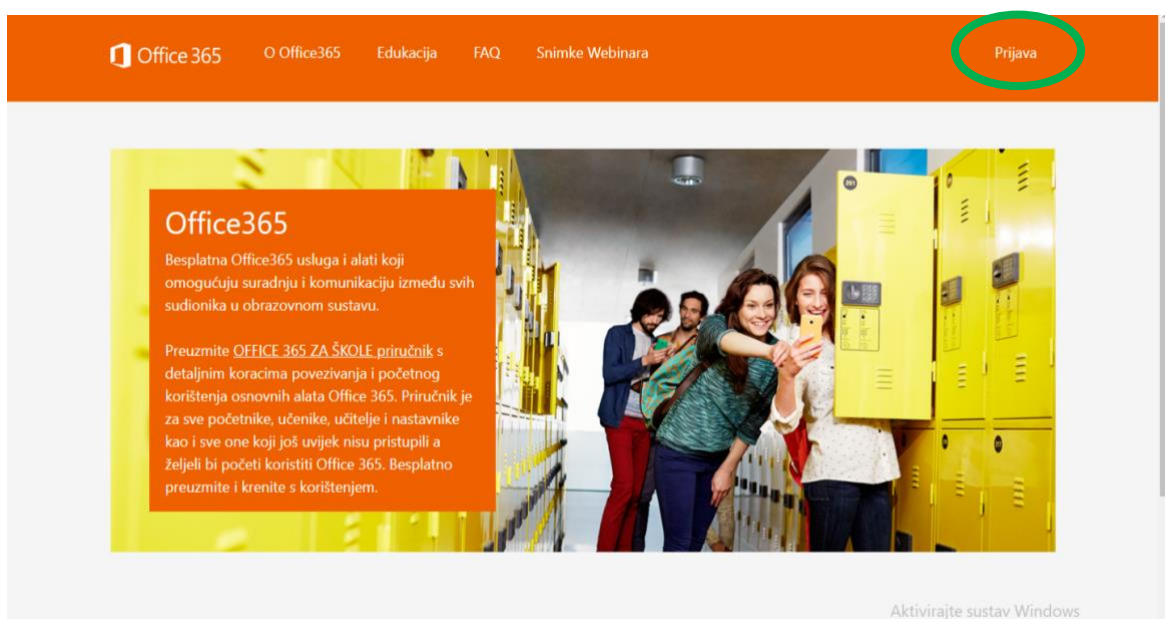 Office 365
O Office365
Edukacija
FAQ
Snimke Webinara
Prijava
Office365
Besplatna Office365 usluga i alati koji
omogućuju suradnju i komunikaciju između svih
sudionika u obrazovnom sustavu.
Preuzmite OFFICE 365 ZA ŠKOLE priručnik s
detaljnim koracima povezivanja i početnog
korištenja osnovnih alata Office 365. Priručnik je
za sve početnike, učenike, učitelje i nastavnike
kao i sve one koji još uvijek nisu pristupili a
željeli bi početi koristiti Office 365. Besplatno
preuzmite i krenite s korištenjem.
Aktivirajte sustav Windows